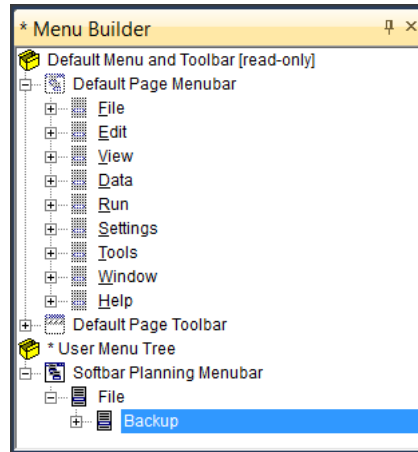 * Menu Builder
Default Menu and Toolbar [read-only]
Default Page Menubar
File
Edit
View
Data
Run
Settings
Tools
Window
Help
Default Page Toolbar
* User Menu Tree
Softbar Planning Menubar
File
Backup